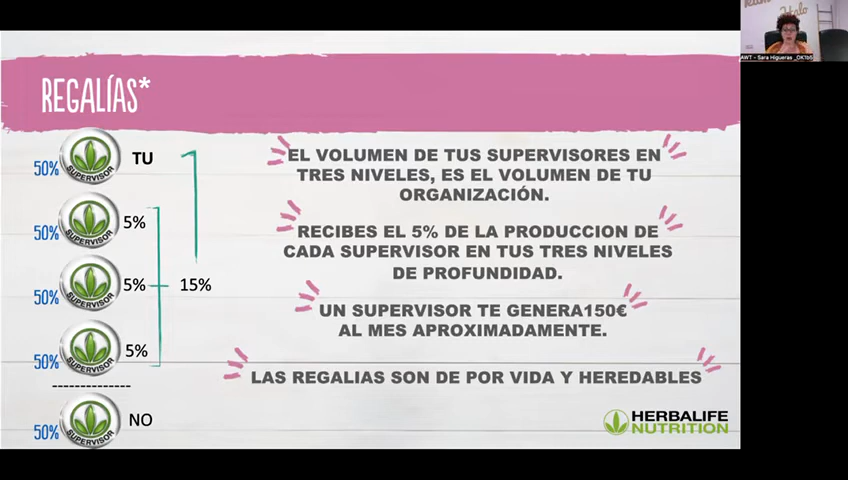 AWT - Sara Higueras
REGALÍAS*
50%
SUPERVISOR
TU
50%
SUPERVISOR
5%
50%
SUPERVISOR
5%
15%
50%
SUPERVISOR
5%
--------------
50%
SUPERVISOR
NO
EL VOLUMEN DE TUS SUPERVISORES EN
TRES NIVELES, ES EL VOLUMEN DE TU
ORGANIZACIÓN.
RECIBES EL 5% DE LA PRODUCCION DE
CADA SUPERVISOR EN TUS TRES NIVELES
DE PROFUNDIDAD.
UN SUPERVISOR TE GENERA150€
AL MES APROXIMADAMENTE.
LAS REGALIAS SON DE POR VIDA Y HEREDABLES
HERBALIFE
NUTRITION